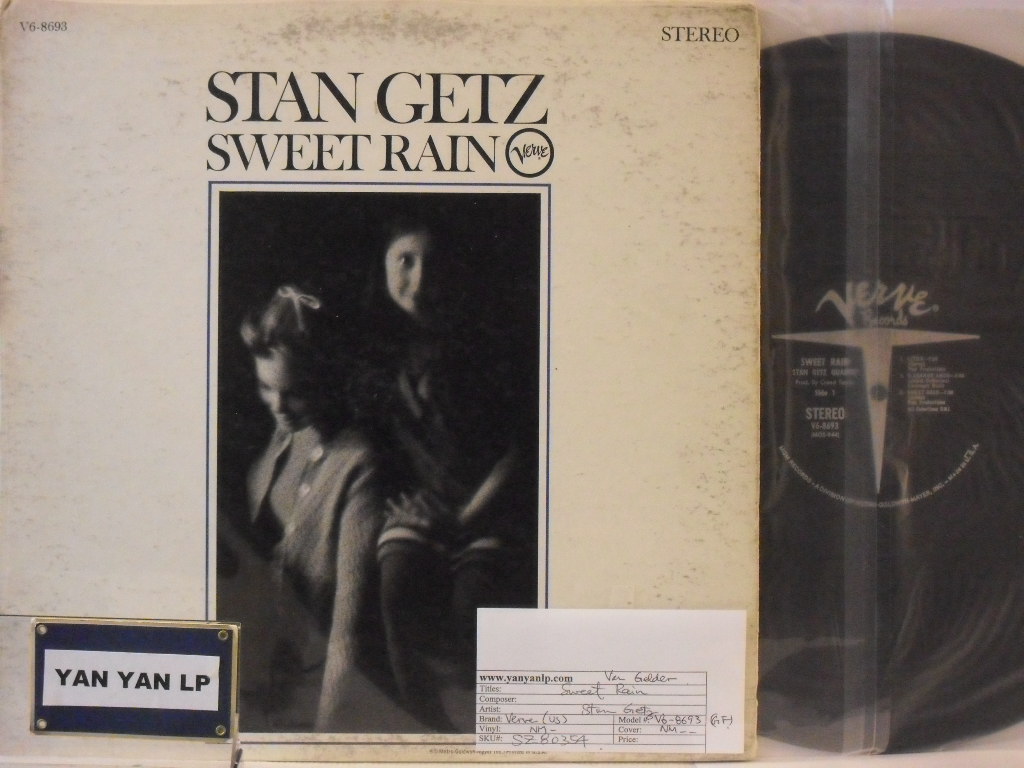 V6-8693
STEREO
STAN GETZ
SWEET RAIN Verve
Verve
Records
SWEET RAIN
STAN GETZ QUARTET
Side 1
STEREO
V6-8693
YAN YAN LP
www.yanyanlp.com Van Gelder
Titles: Sweet Rain
Composer:
Artist: Stan Getz
Brand: Verve (US) Model #: V6-8693 (GF)
Vinyl: NM- Cover: NM--
SKU#: SZ80354 Price: